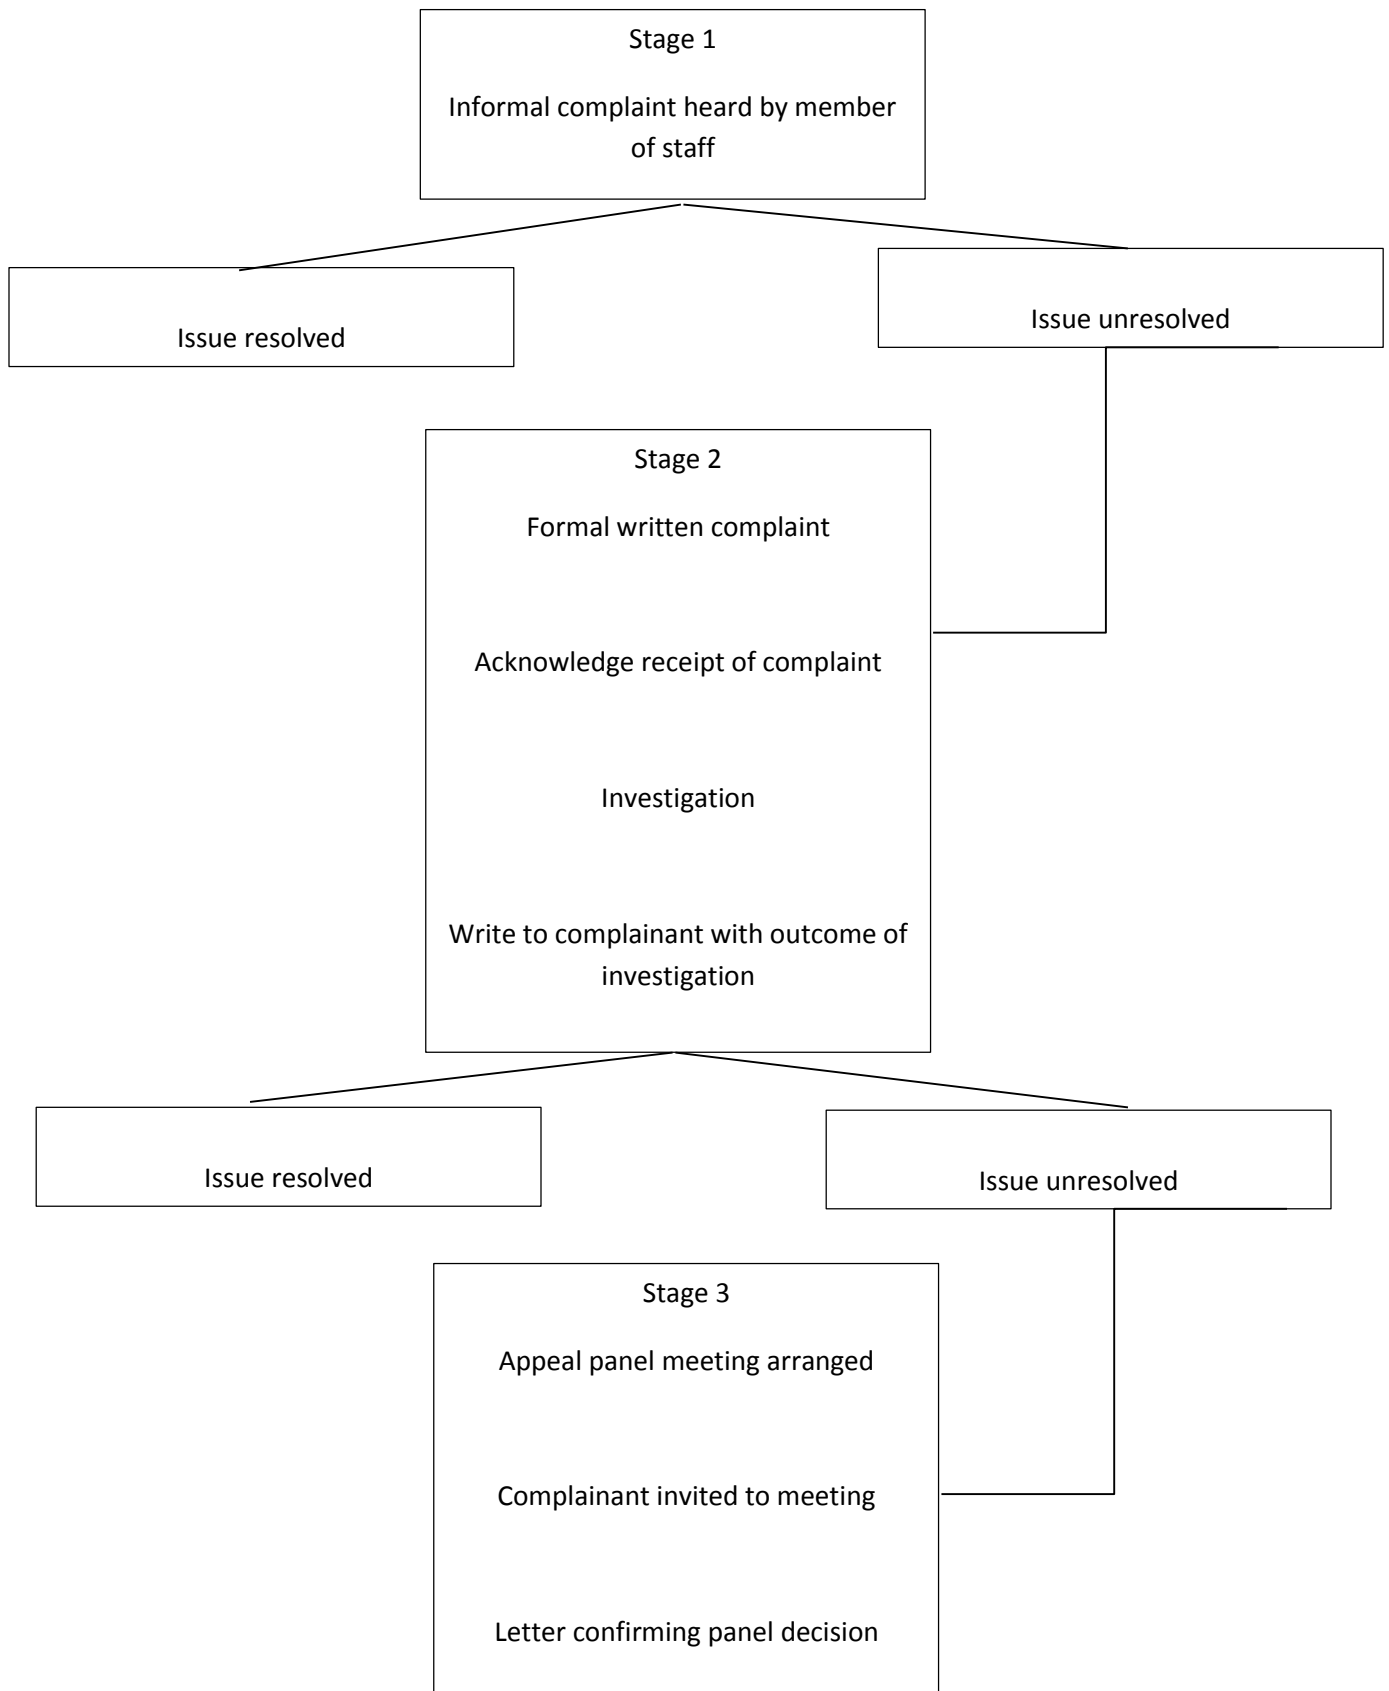 Stage 1
Informal complaint heard by member
of staff
Issue resolved
Issue unresolved
Stage 2
Formal written complaint
Acknowledge receipt of complaint
Investigation
Write to complainant with outcome of
investigation
Issue resolved
Issue unresolved
Stage 3
Appeal panel meeting arranged
Complainant invited to meeting
Letter confirming panel decision